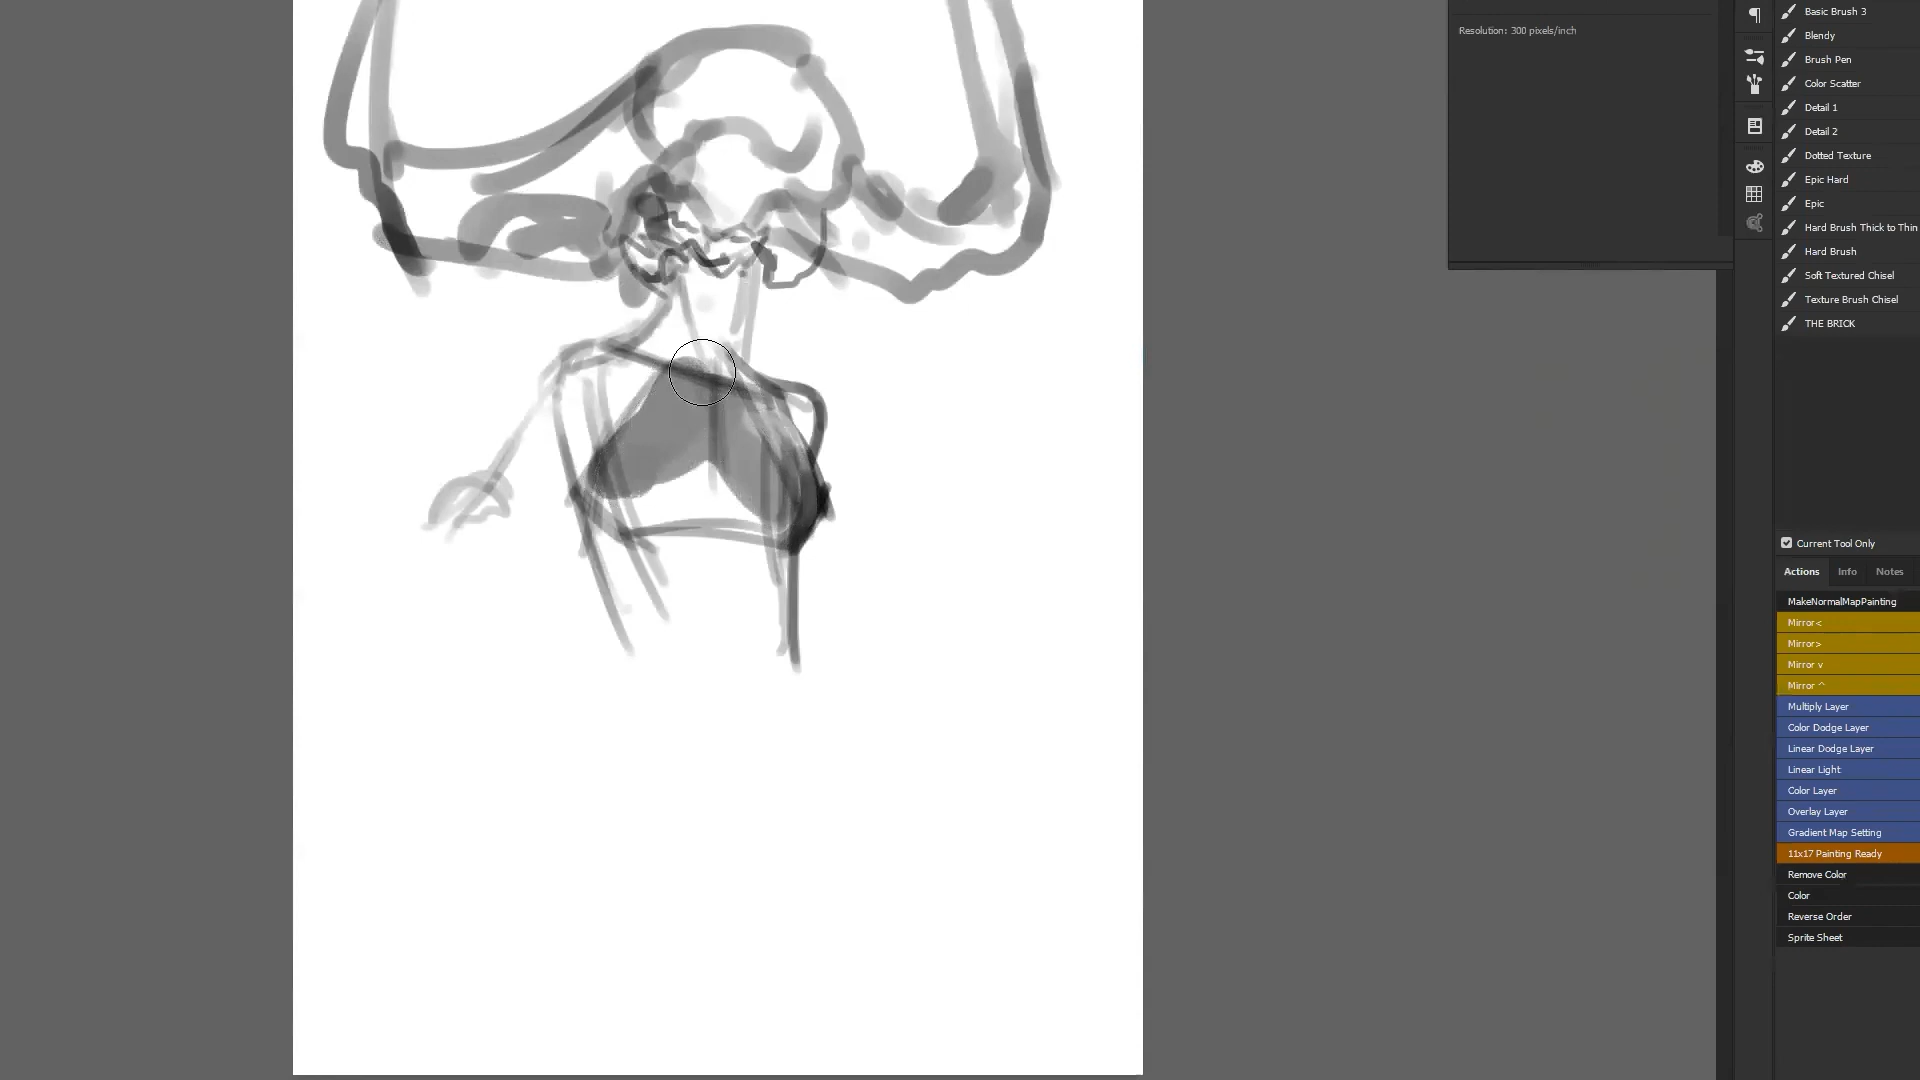 Resolution: 300 pixels/inch
Basic Brush 3
Blendy
Brush Pen
Color Scatter
Detail 1
Detail 2
Dotted Texture
Epic Hard
Epic
Hard Brush Thick to Thin
Hard Brush
Soft Textured Chisel
Texture Brush Chisel
THE BRICK
Current Tool Only
Actions Info Notes
MakeNormalMapPainting
Mirror<
Mirror>
Mirror v
Mirror ^
Multiply Layer
Color Dodge Layer
Linear Dodge Layer
Linear Light
Color Layer
Overlay Layer
Gradient Map Setting
11x17 Painting Ready
Remove Color
Color
Reverse Order
Sprite Sheet